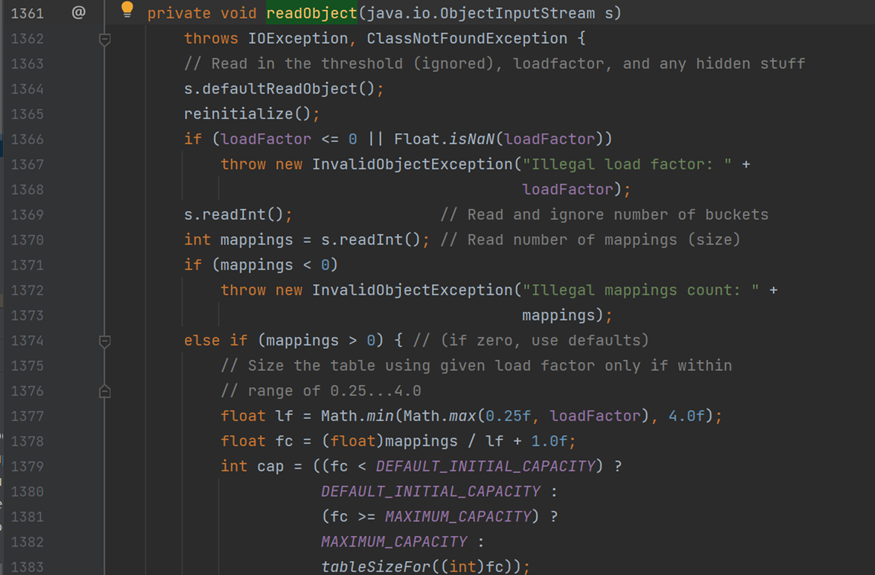 1361 @ private void readObject(java.io.ObjectInputStream s)
1362 throws IOException, ClassNotFoundException {
1363 // Read in the threshold (ignored), loadfactor, and any hidden stuff
1364 s.defaultReadObject();
1365 reinitialize();
1366 if (loadFactor <= 0 || Float.isNaN(loadFactor))
1367 throw new InvalidObjectException("Illegal load factor: " +
1368 loadFactor);
1369 s.readInt(); // Read and ignore number of buckets
1370 int mappings = s.readInt(); // Read number of mappings (size)
1371 if (mappings < 0)
1372 throw new InvalidObjectException("Illegal mappings count: " +
1373 mappings);
1374 else if (mappings > 0) { // (if zero, use defaults)
1375 // Size the table using given load factor only if within
1376 // range of 0.25...4.0
1377 float lf = Math.min(Math.max(0.25f, loadFactor), 4.0f);
1378 float fc = (float)mappings / lf + 1.0f;
1379 int cap = ((fc < DEFAULT_INITIAL_CAPACITY) ?
1380 DEFAULT_INITIAL_CAPACITY :
1381 (fc >= MAXIMUM_CAPACITY) ?
1382 MAXIMUM_CAPACITY :
1383 tableSizeFor((int)fc));